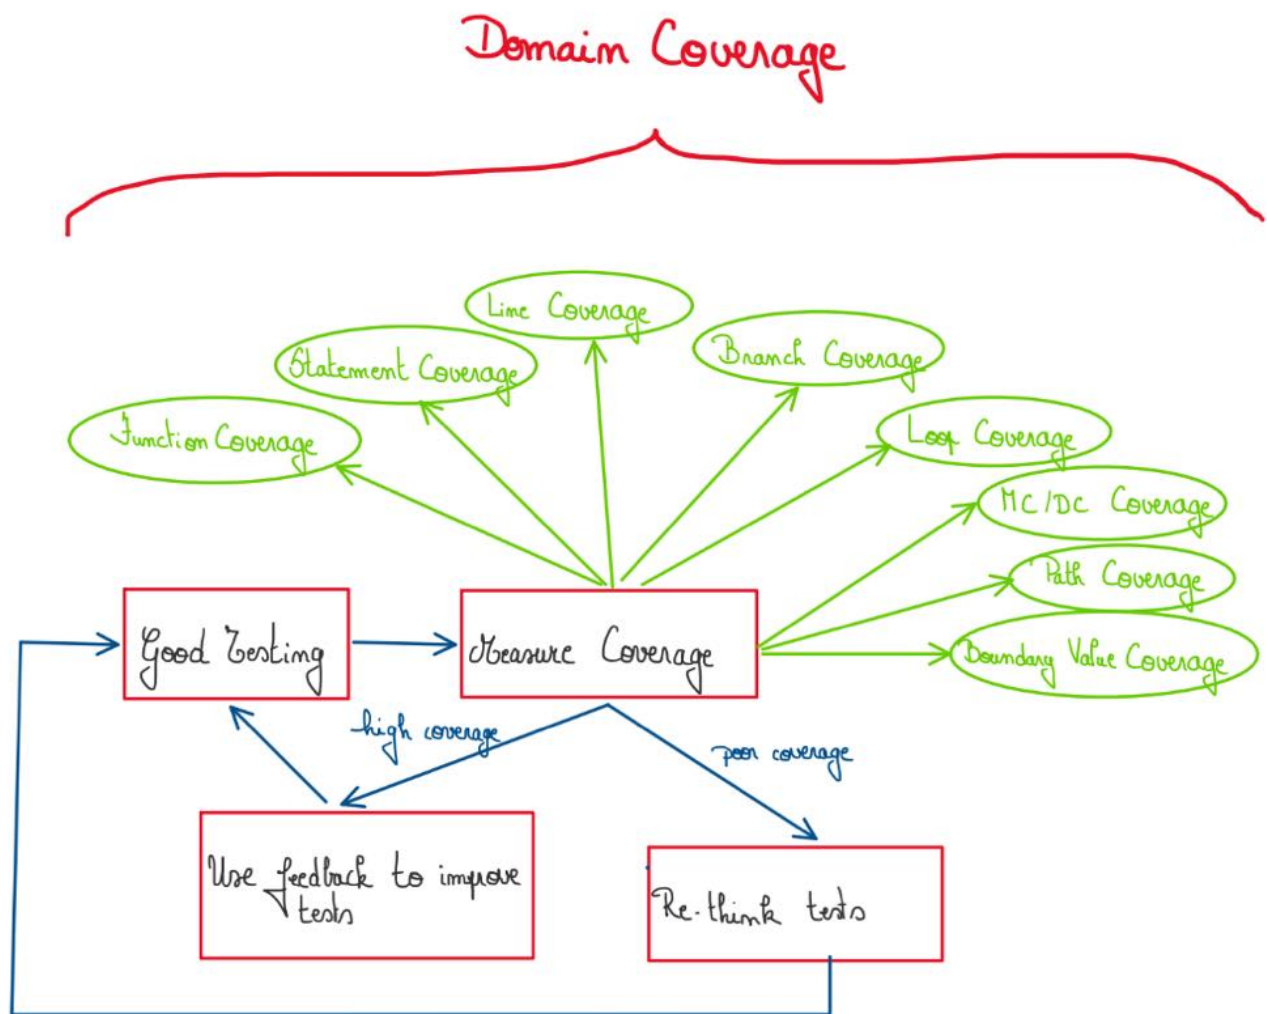 Domain Coverage
Line Coverage
Statement Coverage
Branch Coverage
Function Coverage
Loop Coverage
MC/DC Coverage
Path Coverage
Good Testing
Measure Coverage
Boundary Value Coverage
high coverage
poor coverage
Use feedback to improve
tests
Re-think tests